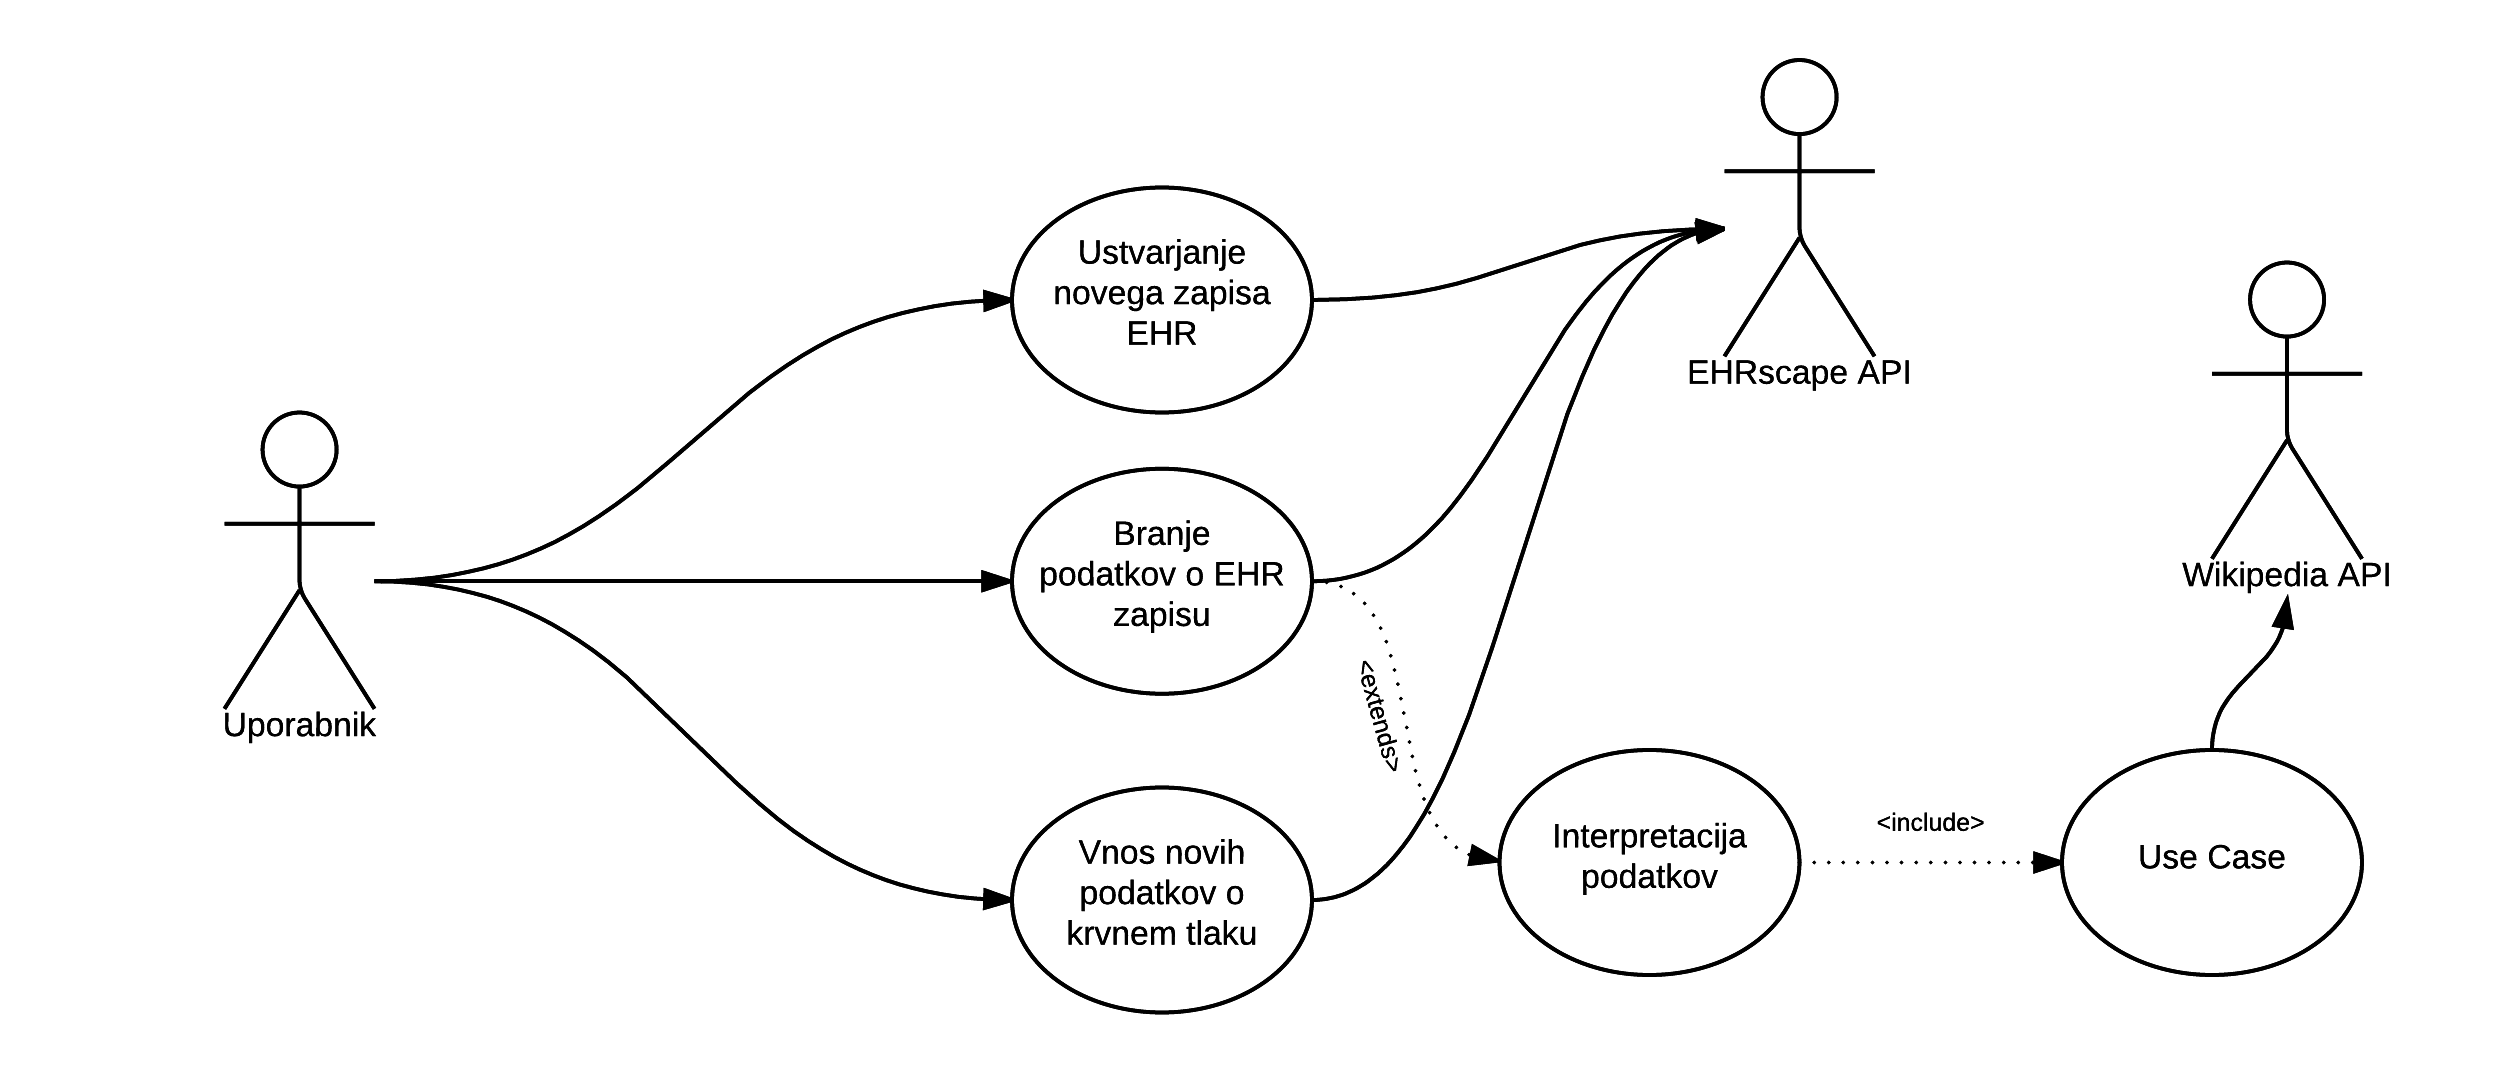 Ustvarjanje
novega zapisa
EHR
EHRscape API
Branje
podatkov o EHR
zapisu
Wikipedia API
Uporabnik
<extends>
Vnos novih
podatkov o
krvnem tlaku
Interpretacija
podatkov
<include>
Use Case